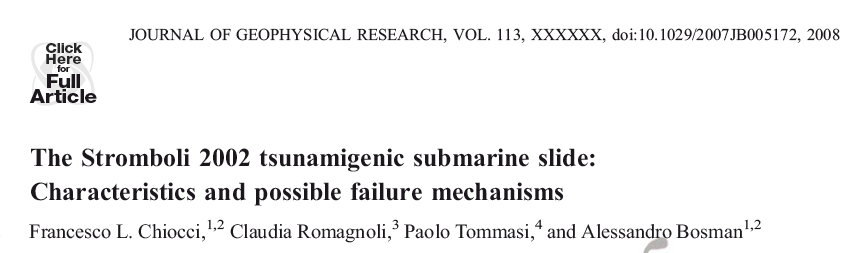 JOURNAL OF GEOPHYSICAL RESEARCH, VOL. 113, XXXXXX, doi:10.1029/2007JB005172, 2008
Click
Here
for
Full
Article
The Stromboli 2002 tsunamigenic submarine slide:
Characteristics and possible failure mechanisms
Francesco L. Chiocci,1,2 Claudia Romagnoli,3 Paolo Tommasi,4 and Alessandro Bosman1,2